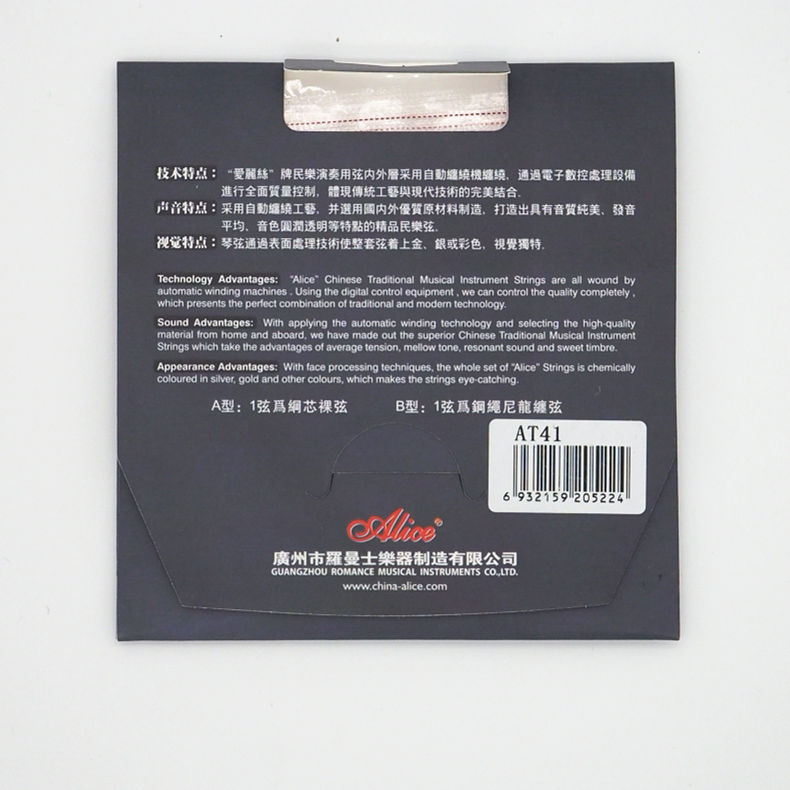 技术特点：“愛麗絲”牌民樂演奏用弦内外層采用自動纏繞機纏繞，通過電子數控處理設備
進行全面質量控制，體現傳統工藝與現代技術的完美結合．
声音特点：采用自動纏繞工藝，并選用國内外優質原材料制造，打造出具有音質純美、發音
平均、音色圓潤透明等特點的精品民樂弦．
视觉特点：琴弦通過表面處理技術使整套弦着上金、銀或彩色，視覺獨特．
Technology Advantages: "Alice" Chinese Traditional Musical Instrument Strings are all wound by
automatic winding machines . Using the digital control equipment , we can control the quality completely ,
which presents the perfect combination of traditional and modern technology.
Sound Advantages: With applying the automatic winding technology and selecting the high-quality
material from home and aboard, we have made out the superior Chinese Traditional Musical Instrument
Strings which take the advantages of average tension, mellow tone, resonant sound and sweet timbre.
Appearance Advantages: With face processing techniques, the whole set of "Alice" Strings is chemically
coloured in silver, gold and other colours, which makes the strings eye-catching.
A型：1弦爲綱芯裸弦 B型：1弦爲鋼繩尼龍纏弦
AT41
6 932159 205224
Alice®
廣州市羅曼士樂器制造有限公司
GUANGZHOU ROMANCE MUSICAL INSTRUMENTS CO.,LTD.
www.china-alice.com